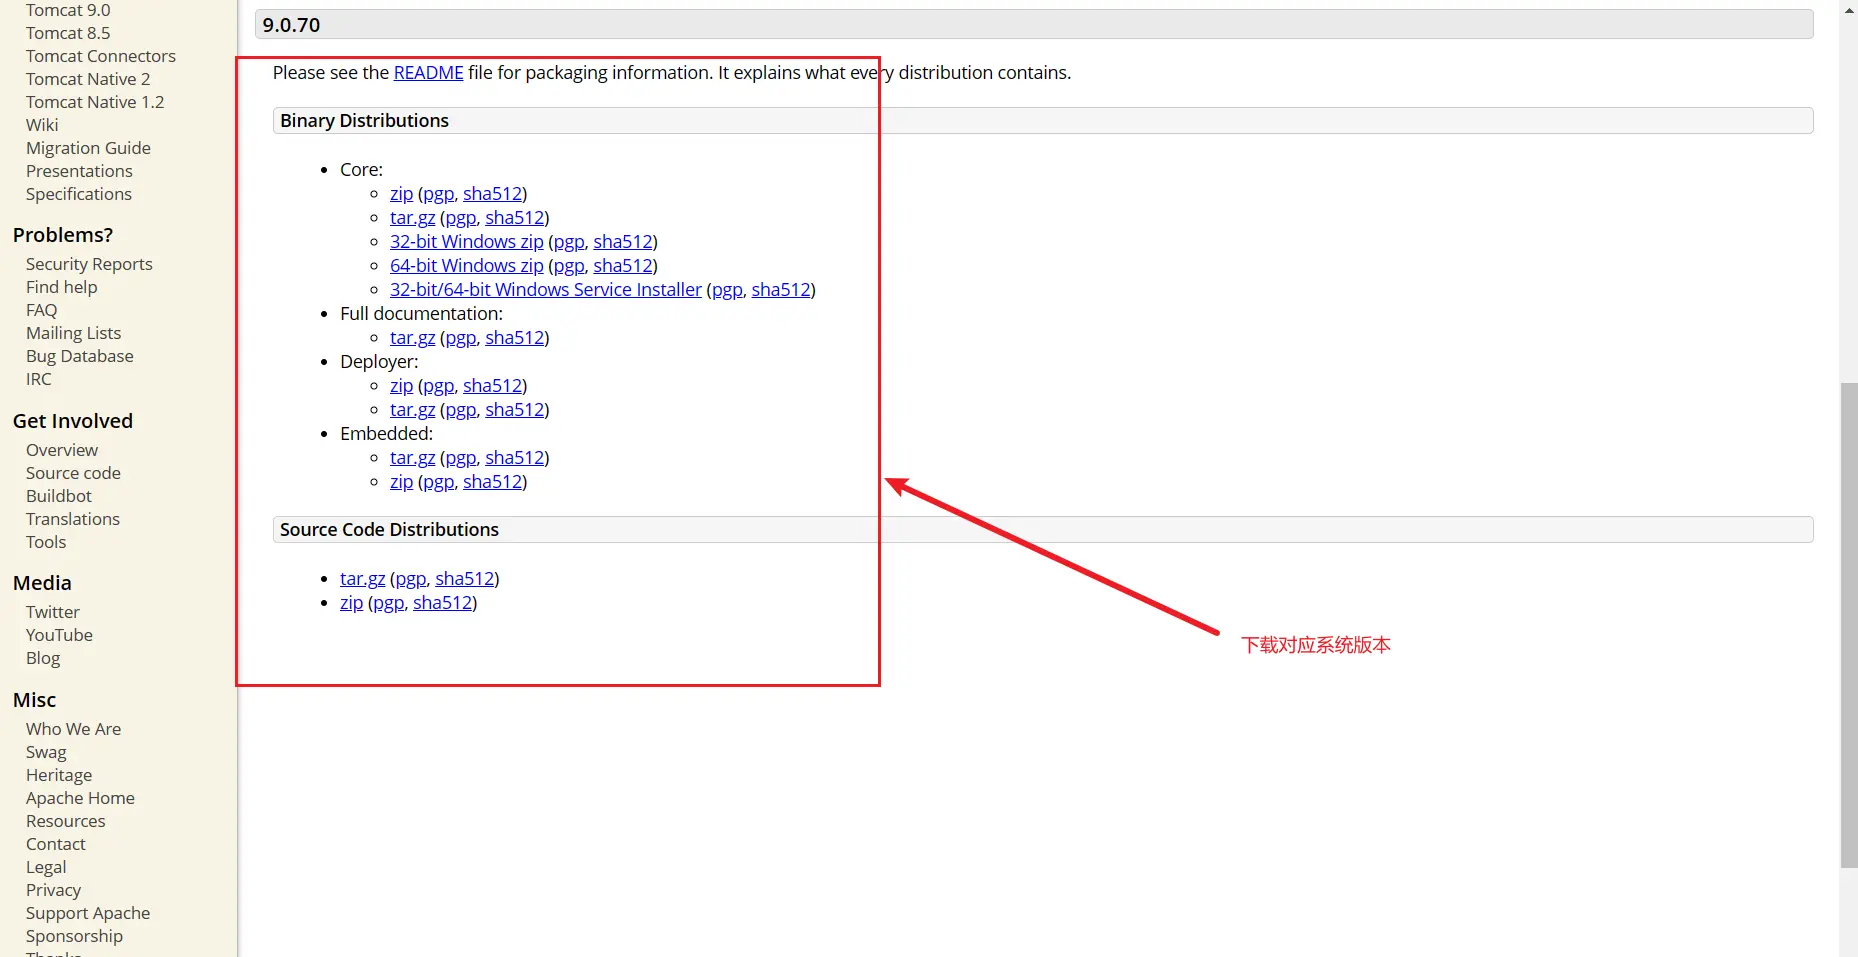 Tomcat 9.0
Tomcat 8.5
Tomcat Connectors
Tomcat Native 2
Tomcat Native 1.2
Wiki
Migration Guide
Presentations
Specifications
Problems?
Security Reports
Find help
FAQ
Mailing Lists
Bug Database
IRC
Get Involved
Overview
Source code
Buildbot
Translations
Tools
Media
Twitter
YouTube
Blog
Misc
Who We Are
Swag
Heritage
Apache Home
Resources
Contact
Legal
Privacy
Support Apache
Sponsorship
Thanks
9.0.70
Please see the README file for packaging information. It explains what every distribution contains.
Binary Distributions
Core:
zip (pgp, sha512)
tar.gz (pgp, sha512)
32-bit Windows zip (pgp, sha512)
64-bit Windows zip (pgp, sha512)
32-bit/64-bit Windows Service Installer (pgp, sha512)
Full documentation:
tar.gz (pgp, sha512)
Deployer:
zip (pgp, sha512)
tar.gz (pgp, sha512)
Embedded:
tar.gz (pgp, sha512)
zip (pgp, sha512)
Source Code Distributions
tar.gz (pgp, sha512)
zip (pgp, sha512)
下载对应系统版本